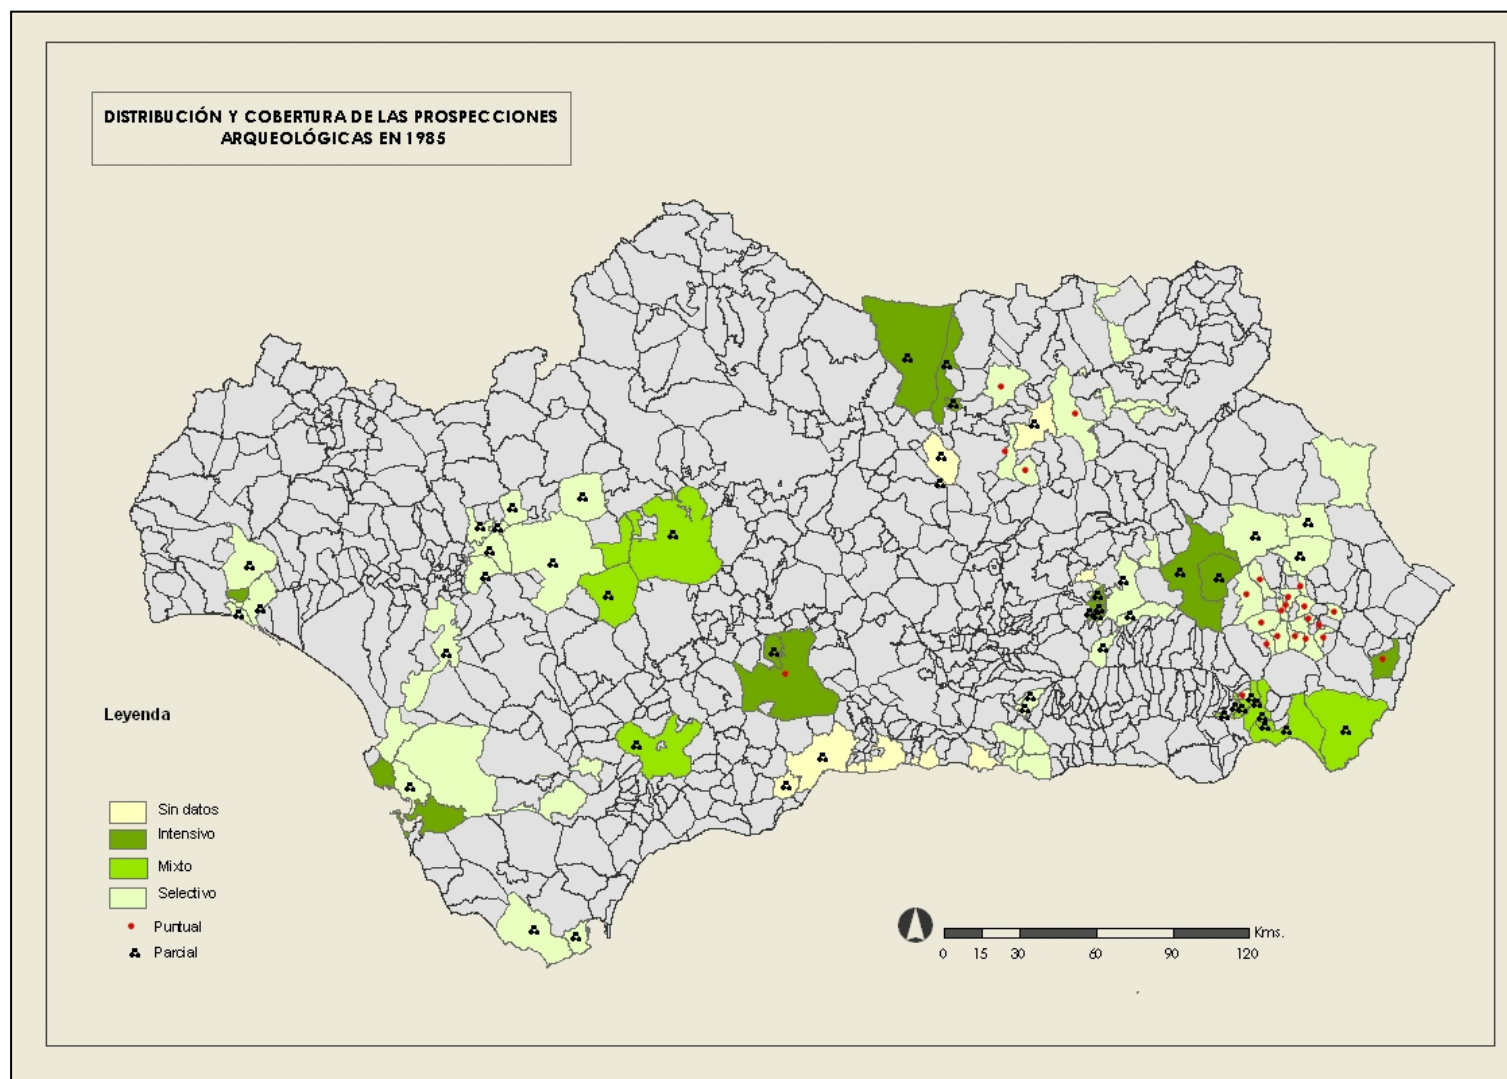 DISTRIBUCIÓN Y COBERTURA DE LAS PROSPECCIONES
ARQUEOLÓGICAS EN 1985
Leyenda
Sin datos
Intensivo
Mixto
Selectivo
Puntual
Parcial
Kms.
0 15 30 60 90 120